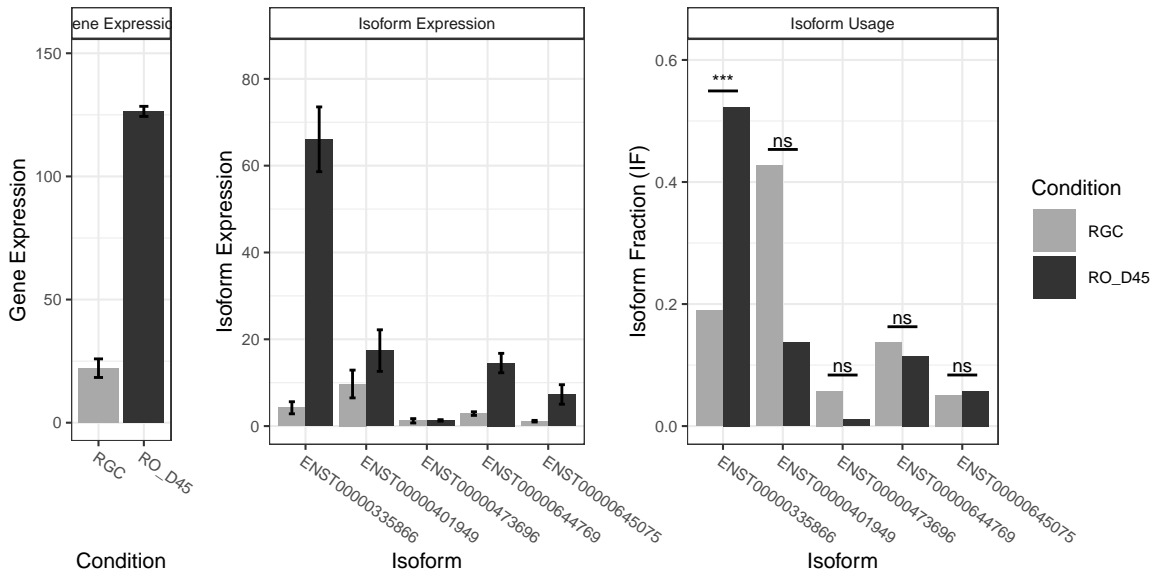 ene Expressio
Gene Expression
150
100
50
0
RGC
RO_D45
Condition
Isoform Expression
Isoform Expression
80
60
40
20
0
ENST00000335866
ENST00000401949
ENST00000473696
ENST00000644769
ENST00000645075
Isoform
Isoform Usage
Isoform Fraction (IF)
0.6
0.4
0.2
0.0
***
ns
ns
ns
ns
ENST00000335866
ENST00000401949
ENST00000473696
ENST00000644769
ENST00000645075
Isoform
Condition
RGC
RO_D45